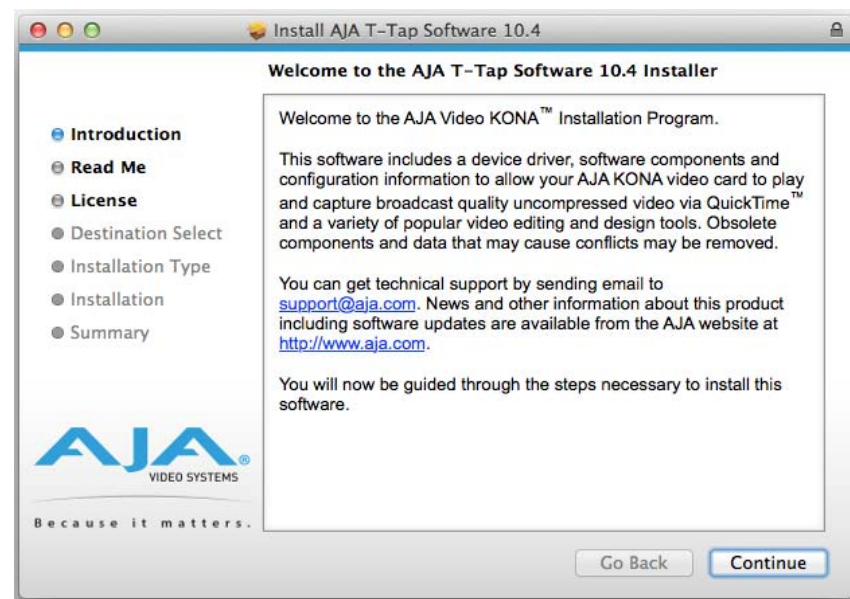 Install AJA T-Tap Software 10.4
Welcome to the AJA T-Tap Software 10.4 Installer
Introduction
Read Me
License
Destination Select
Installation Type
Installation
Summary
AJA®
VIDEO SYSTEMS
Because it matters.
Welcome to the AJA Video KONA™ Installation Program.
This software includes a device driver, software components and
configuration information to allow your AJA KONA video card to play
and capture broadcast quality uncompressed video via QuickTime™
and a variety of popular video editing and design tools. Obsolete
components and data that may cause conflicts may be removed.
You can get technical support by sending email to
support@aja.com. News and other information about this product
including software updates are available from the AJA website at
http://www.aja.com.
You will now be guided through the steps necessary to install this
software.
Go Back
Continue